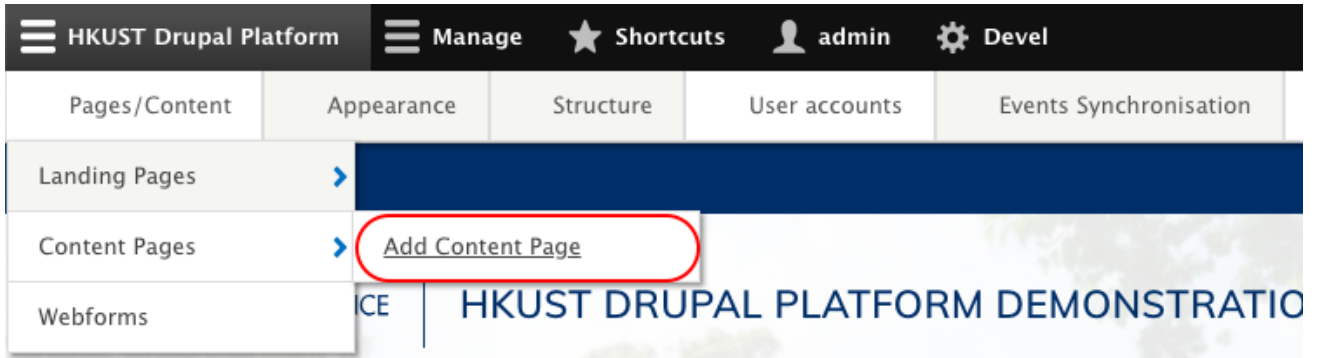 HKUST Drupal Platform Manage Shortcuts admin Devel
Pages/Content Appearance Structure User accounts Events Synchronisation
Landing Pages
Content Pages Add Content Page
Webforms
HKUST DRUPAL PLATFORM DEMONSTRATIO